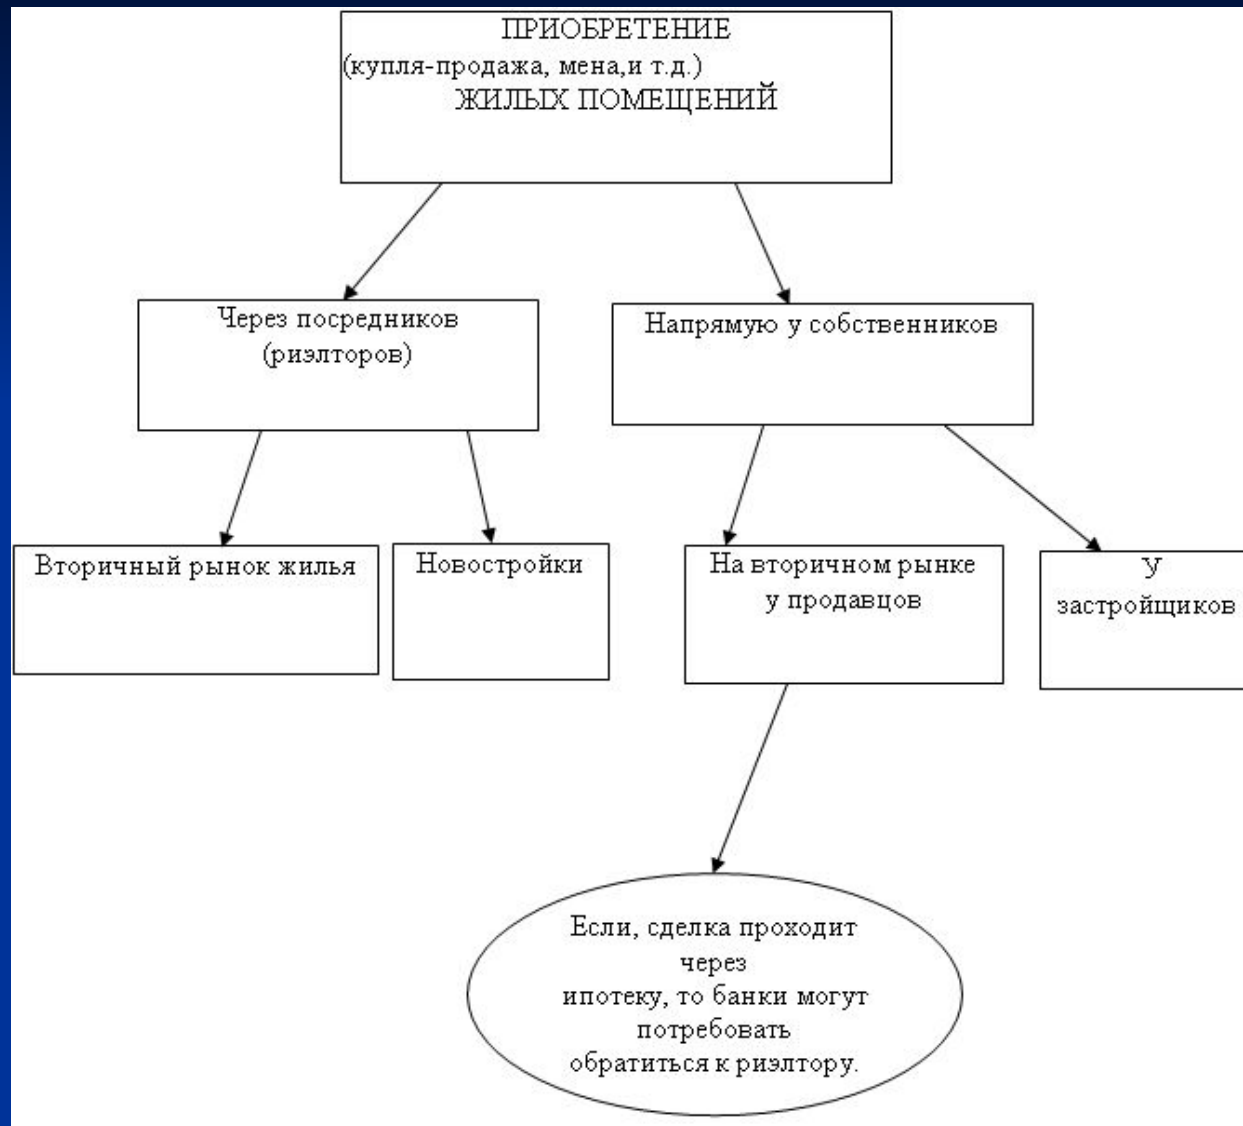 ПРИОБРЕТЕНИЕ
(купля-продажа, мена,и т.д.)
ЖИЛЫХ ПОМЕЩЕНИЙ
Через посредников
(риэлторов)
Напрямую у собственников
Вторичный рынок жилья
Новостройки
На вторичном рынке
у продавцов
У
застройщиков
Если, сделка проходит
через
ипотеку, то банки могут
потребовать
обратиться к риэлтору.